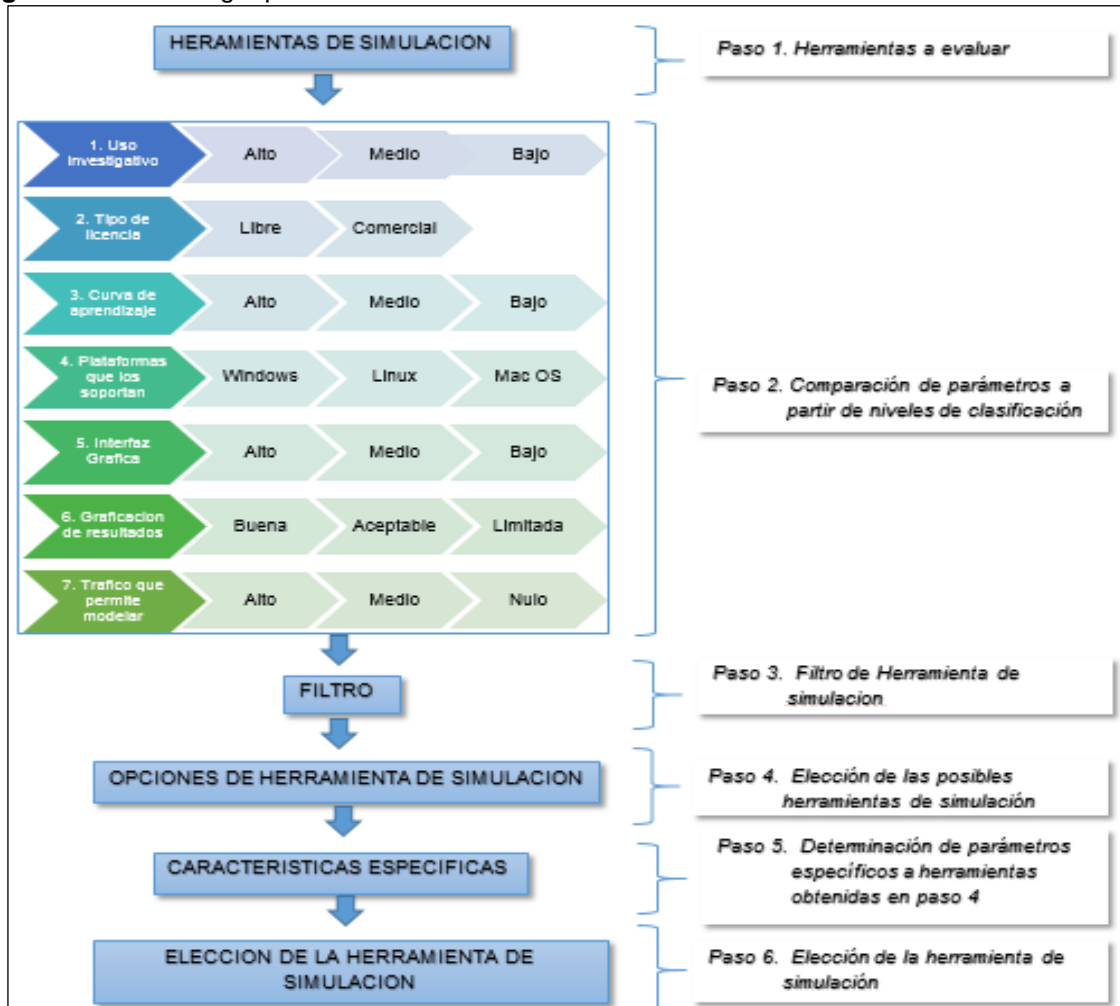 HERAMIENTAS DE SIMULACION
Paso 1. Herramientas a evaluar
1. Uso
Investigativo
Alto
Medio
Bajo
2. Tipo de
licencia
Libre
Comercial
3. Curva de
aprendizaje
Alto
Medio
Bajo
4. Plataformas
que los
soportan
Windows
Linux
Mac OS
5. Interfaz
Grafica
Alto
Medio
Bajo
6. Graficacion
de resultados
Buena
Aceptable
Limitada
7. Trafico que
permite
modelar
Alto
Medio
Nulo
Paso 2. Comparación de parámetros a
partir de niveles de clasificación
FILTRO
Paso 3. Filtro de Herramienta de
simulacion
OPCIONES DE HERRAMIENTA DE SIMULACION
Paso 4. Elección de las posibles
herramientas de simulación
CARACTERISTICAS ESPECIFICAS
Paso 5. Determinación de parámetros
específicos a herramientas
obtenidas en paso 4
ELECCION DE LA HERRAMIENTA DE
SIMULACION
Paso 6. Elección de la herramienta de
simulación